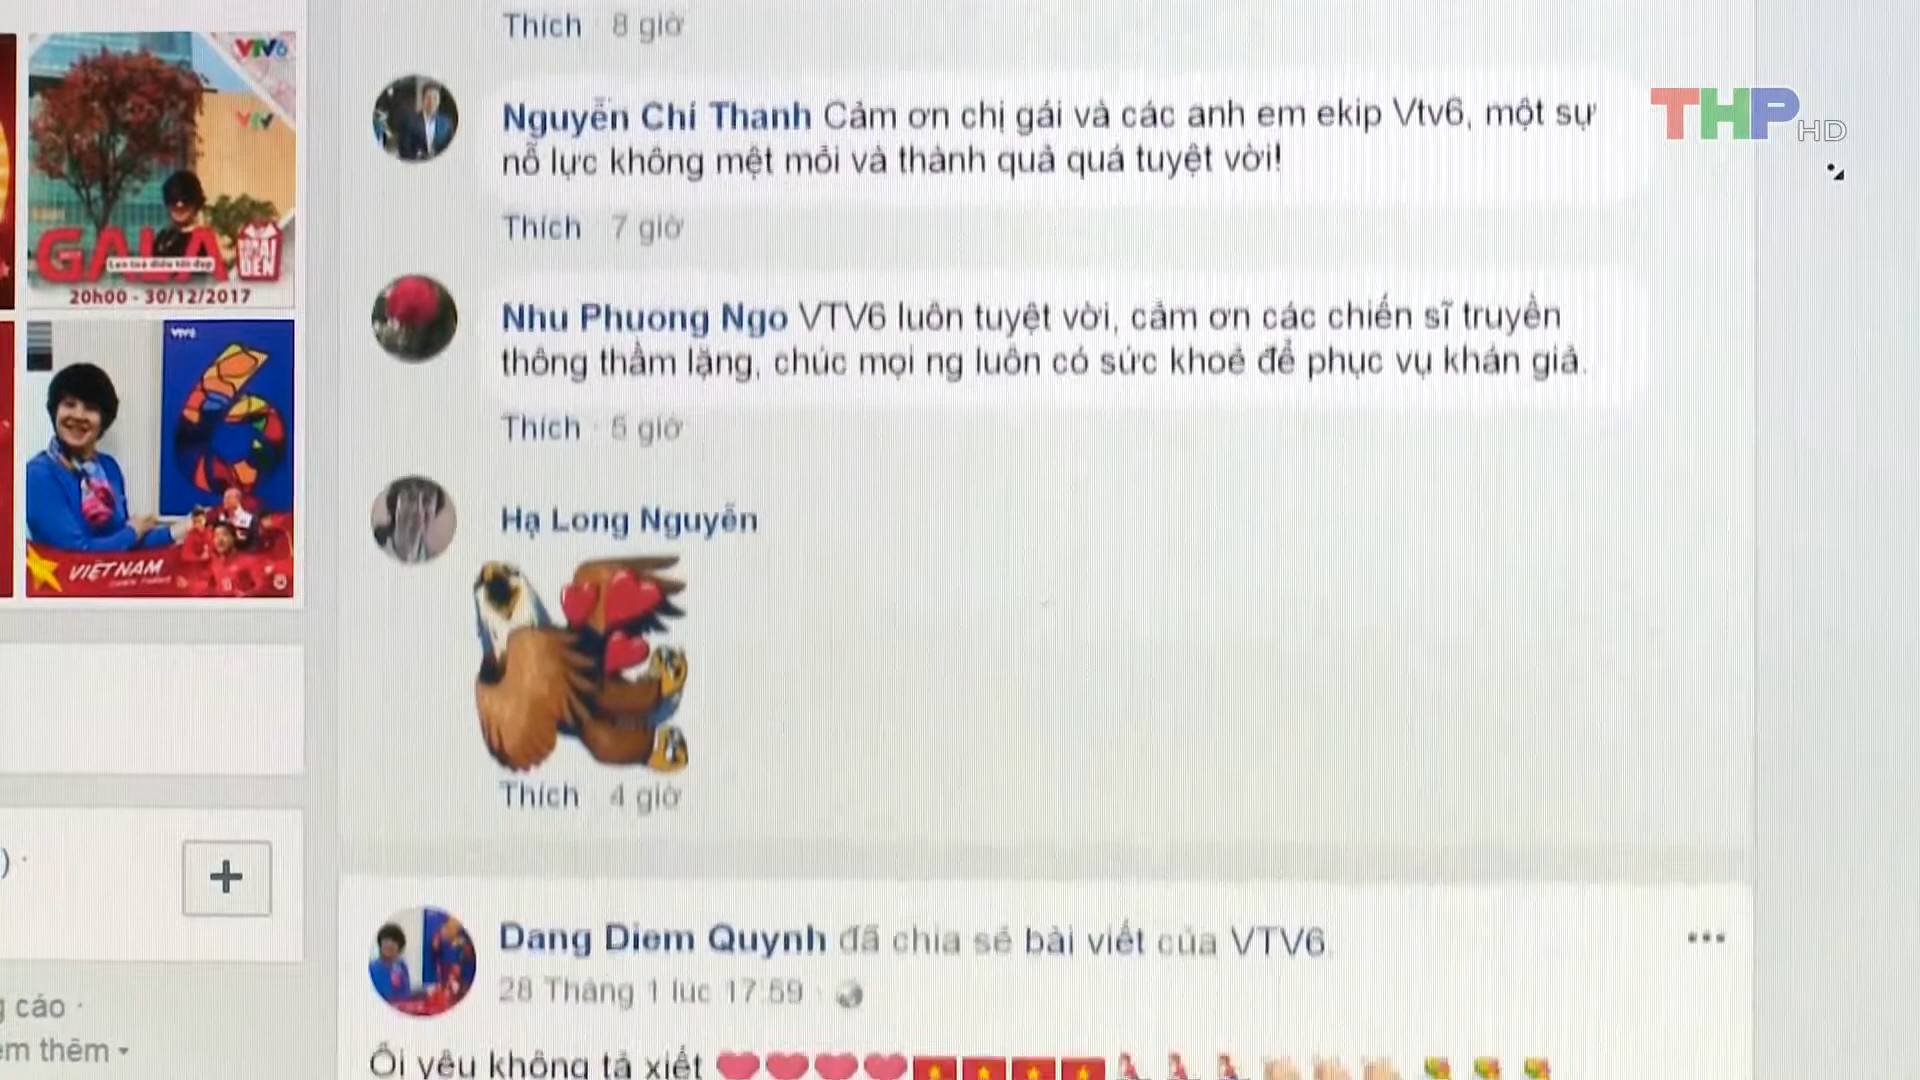 Thích · 8 giờ
VTV6
VTV
GALA
20h00 - 30/12/2017
Nguyễn Chí Thanh Cảm ơn chị gái và các anh em ekip Vtv6, một sự
nỗ lực không mệt mỏi và thành quả quá tuyệt vời!
Thích · 7 giờ
THP HD
Nhu Phuong Ngo VTV6 luôn tuyệt vời, cảm ơn các chiến sĩ truyền
thông thầm lặng, chúc mọi ng luôn có sức khoẻ để phục vụ khán giả.
Thích · 5 giờ
VTV6
VIỆT NAM
Hạ Long Nguyễn
Thích · 4 giờ
) ·
+
Dang Diem Quynh đã chia sẻ bài viết của VTV6.
28 Tháng 1 lúc 17:59 ·
g cáo ·
em thêm
Ôi yêu không tả xiết